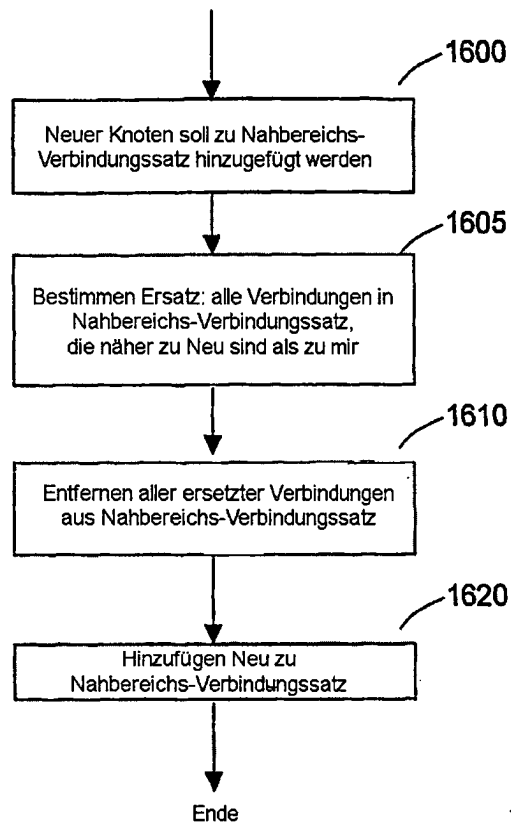 1600
Neuer Knoten soll zu Nahbereichs-
Verbindungssatz hinzugefügt werden
1605
Bestimmen Ersatz: alle Verbindungen in
Nahbereichs-Verbindungssatz,
die näher zu Neu sind als zu mir
1610
Entfernen aller ersetzter Verbindungen
aus Nahbereichs-Verbindungssatz
1620
Hinzufügen Neu zu
Nahbereichs-Verbindungssatz
Ende